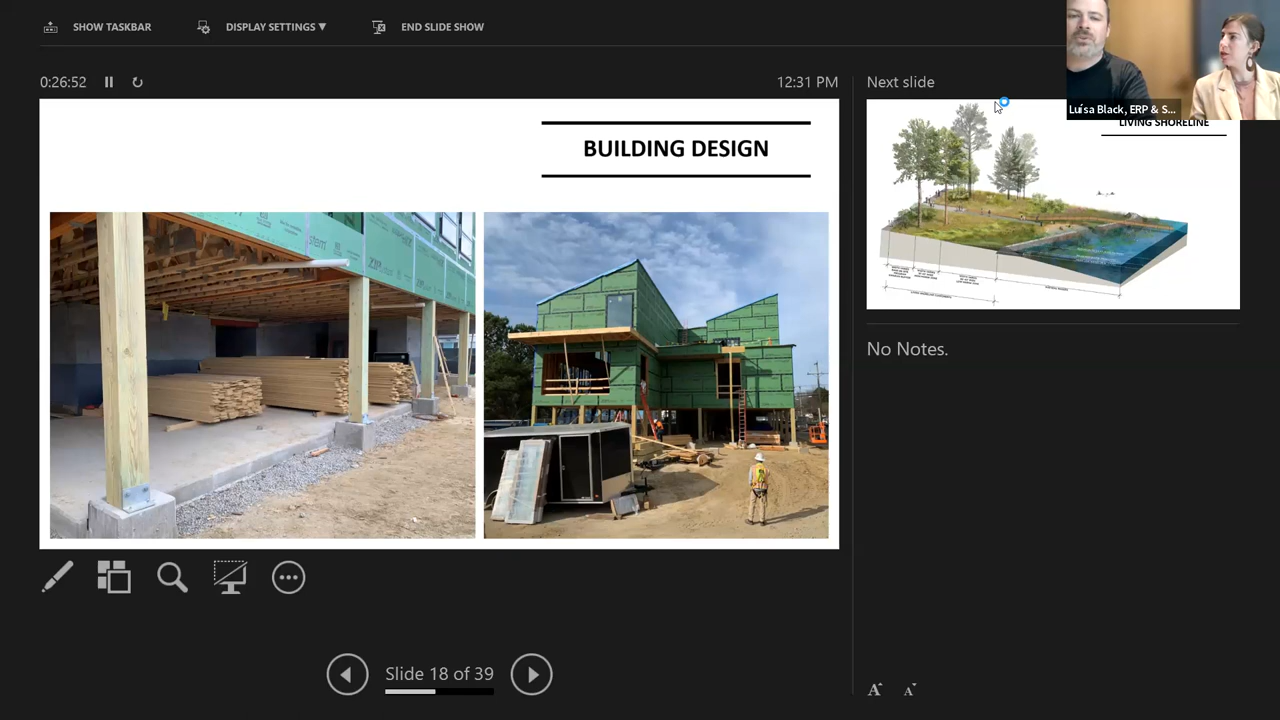 SHOW TASKBAR
DISPLAY SETTINGS ▼
END SLIDE SHOW
0:26:52
12:31 PM
Next slide
Luísa Black, ERP & S...
BUILDING DESIGN
LIVING SHORELINE
No Notes.
Slide 18 of 39
A
A